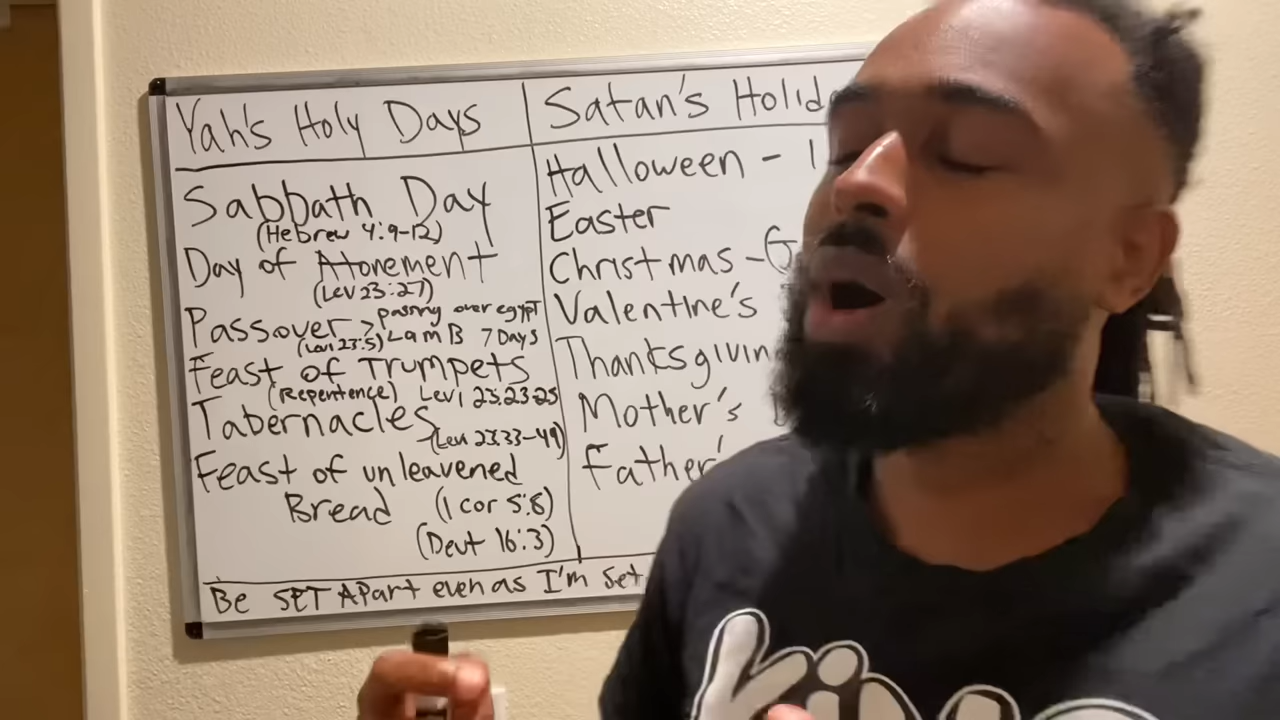 Yah's Holy Days
Sabbath Day
(Hebrew 4:9-12)
Day of Atonement
(Lev 23:27)
Passover > passing over egypt
(Levi 23:5) Lamb 7 Days
Feast of Trumpets
(Repentence) Levi 23:23-25
Tabernacles
(Levi 23:33-44)
Feast of unleavened
Bread (1 cor 5:8)
(Deut 16:3)
Satan's Holid
Halloween -
Easter
Christmas -
Valentine's
Thanksgiving
Mother's
Father's
Be SET APart even as I'm Set